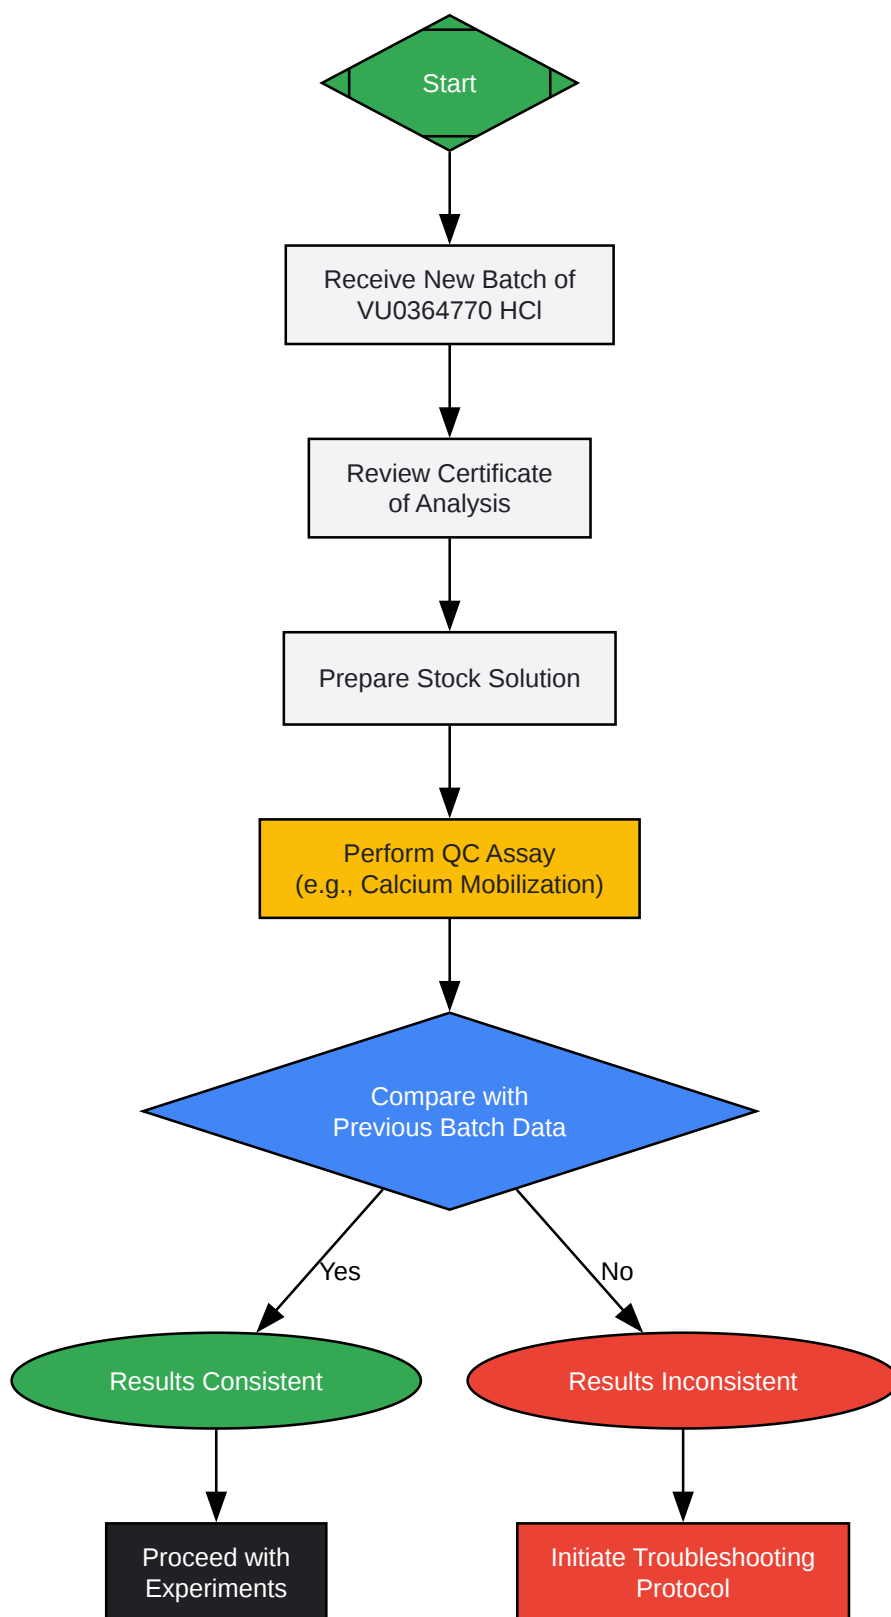 Start
Receive New Batch of
VU0364770 HCl
Review Certificate
of Analysis
Prepare Stock Solution
Perform QC Assay
(e.g., Calcium Mobilization)
Compare with
Previous Batch Data
Yes
No
Results Consistent
Results Inconsistent
Proceed with
Experiments
Initiate Troubleshooting
Protocol